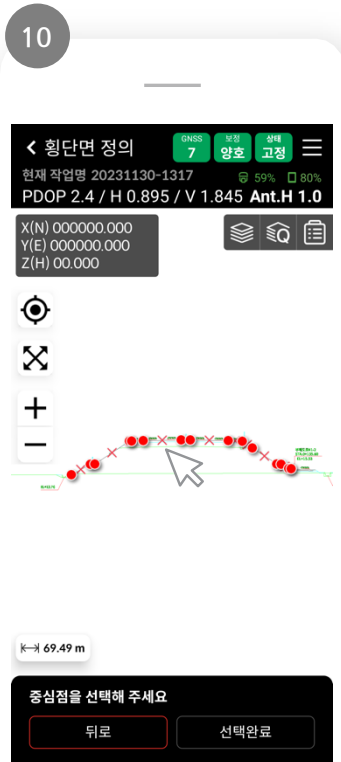 10
횡단면 정의
GNSS
7
보정
양호
상태
고정
현재 작업명 20231130-1317
59%
80%
PDOP 2.4 / H 0.895 / V 1.845 Ant.H 1.0
X(N) 000000.000
Y(E) 000000.000
Z(H) 00.000
69.49 m
중심점을 선택해 주세요
뒤로
선택완료